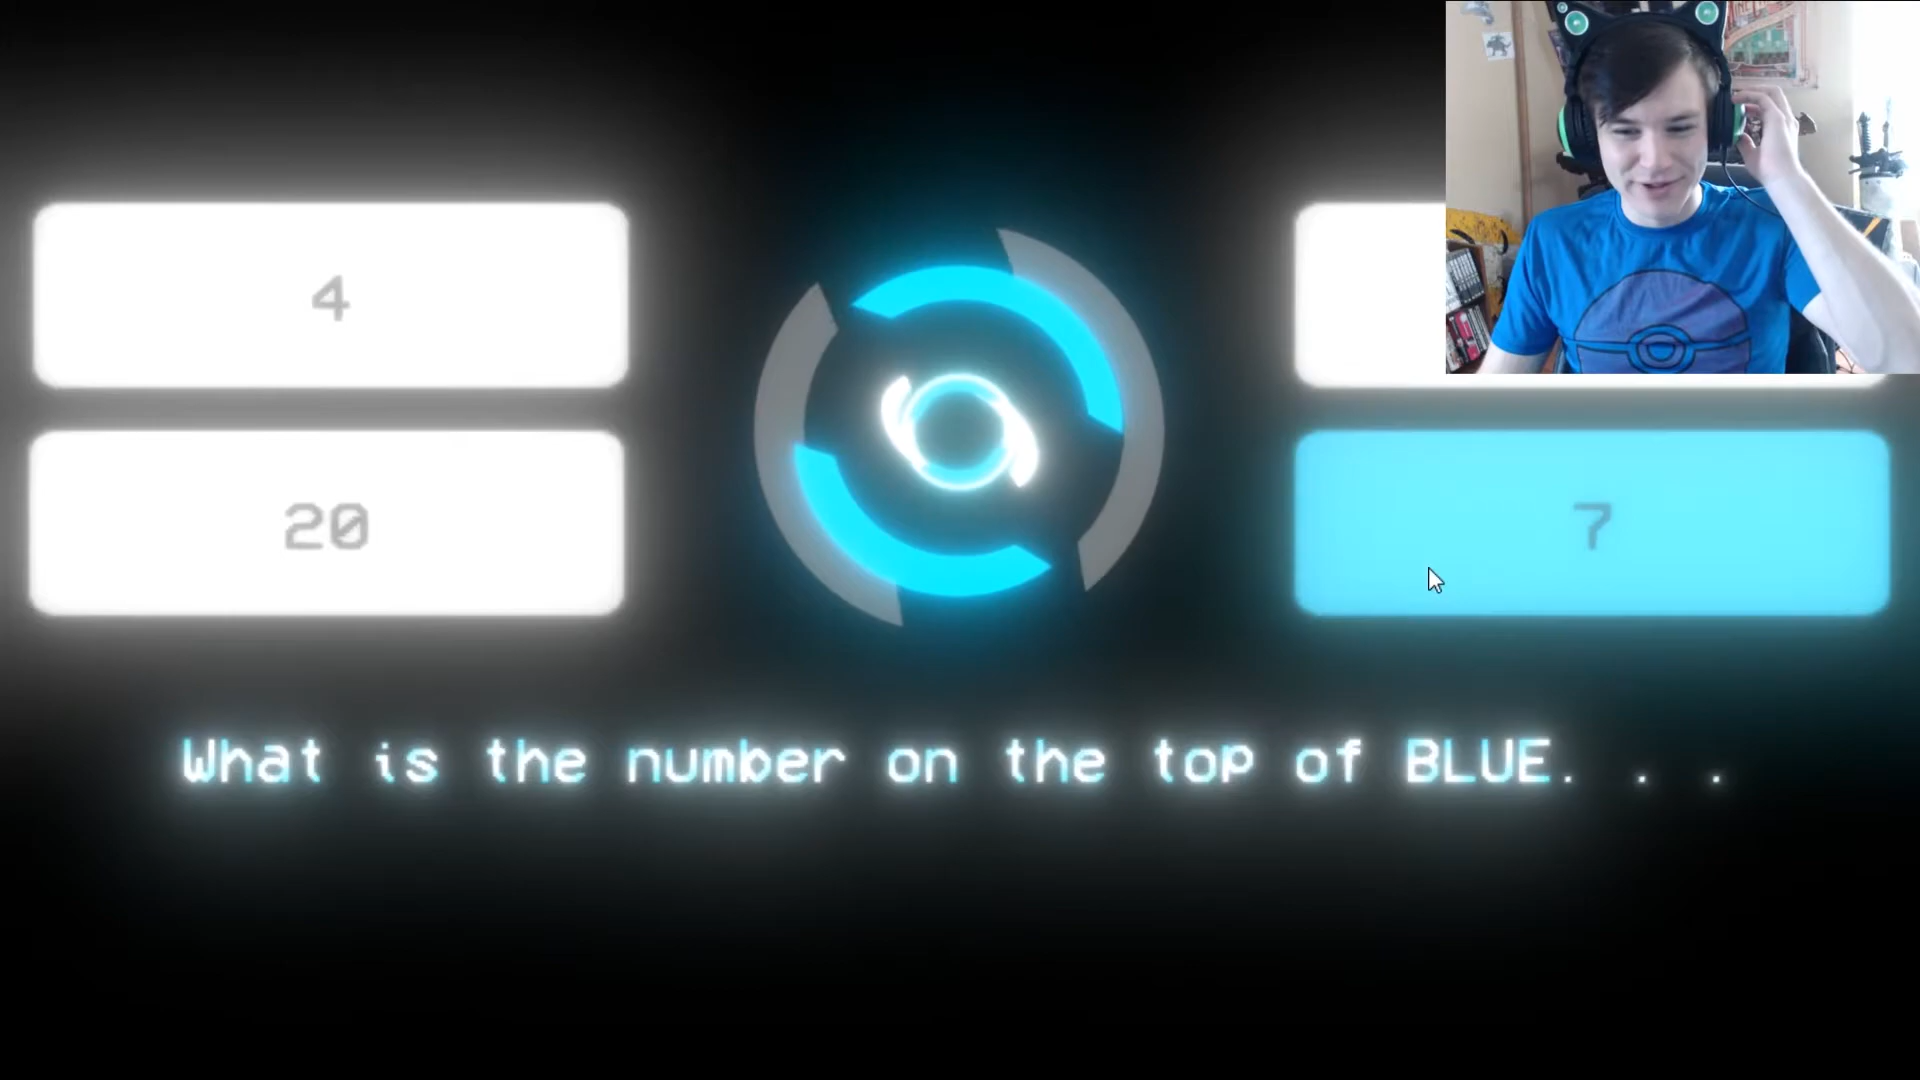 4
20
7
What is the number on the top of BLUE. . .